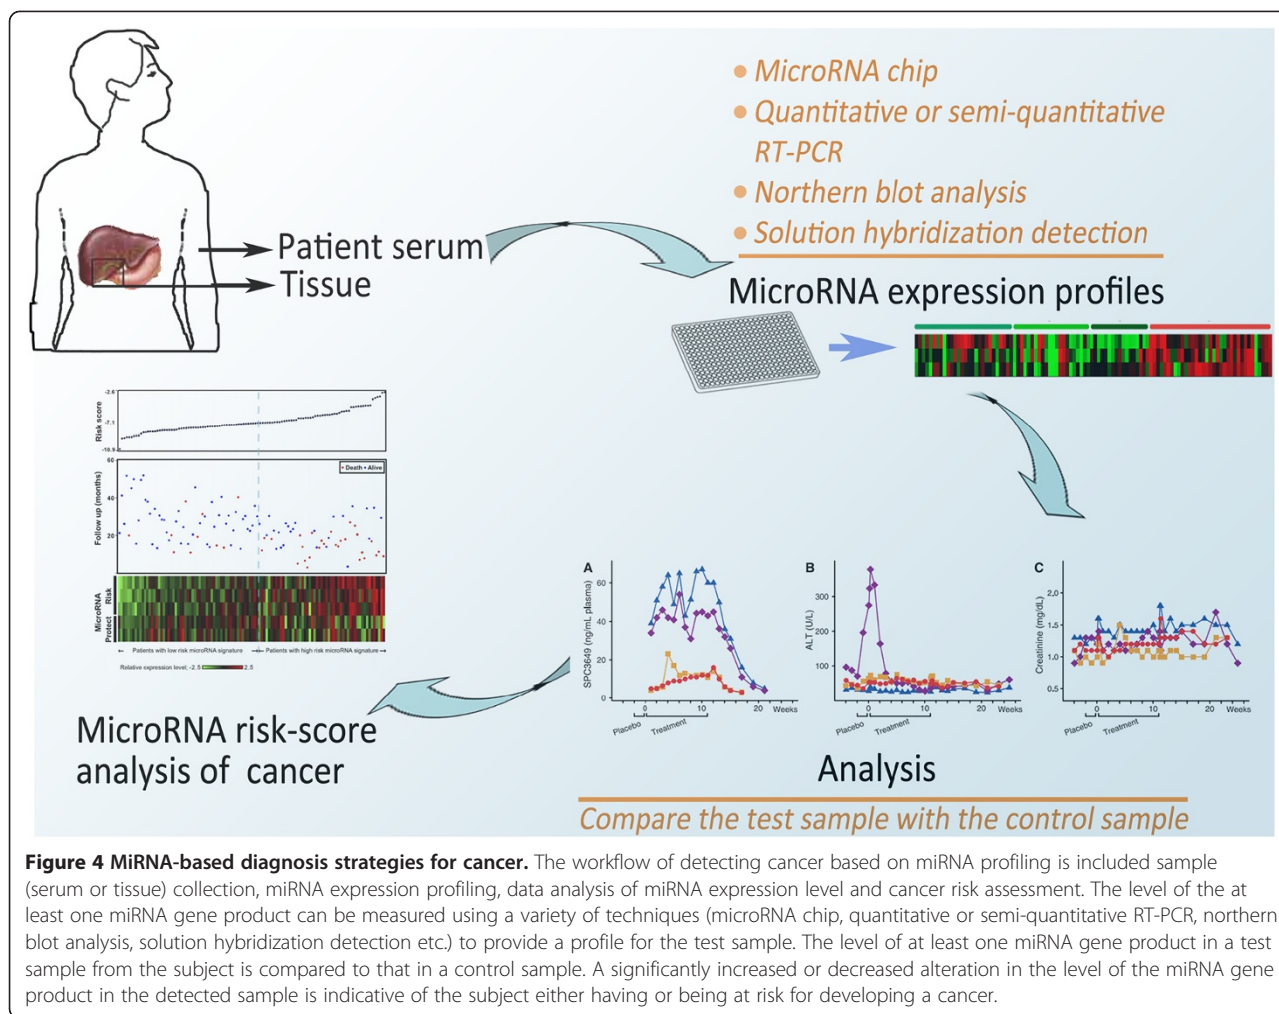 • MicroRNA chip
• Quantitative or semi-quantitative
RT-PCR
• Northern blot analysis
• Solution hybridization detection
Patient serum
Tissue
MicroRNA expression profiles
-2.6
-7.1
Risk score
60
40
20
Follow up (months)
• Death • Alive
MicroRNA
Protect Risk
← Patients with low risk microRNA signature →← Patients with high risk microRNA signature →
Relative expression level, -2.5 2.5
MicroRNA risk-score
analysis of cancer
A
SPC3649 (ng/mL plasma)
60
40
20
0
0 10 20 Weeks
Placebo Treatment
B
ALT (U/L)
300
200
100
0 10 20 Weeks
Placebo Treatment
C
Creatinine (mg/dL)
2,0
1,5
1,0
0,5
0 10 20 Weeks
Placebo Treatment
Analysis
Compare the test sample with the control sample
Figure 4 MiRNA-based diagnosis strategies for cancer. The workflow of detecting cancer based on miRNA profiling is included sample
(serum or tissue) collection, miRNA expression profiling, data analysis of miRNA expression level and cancer risk assessment. The level of the at
least one miRNA gene product can be measured using a variety of techniques (microRNA chip, quantitative or semi-quantitative RT-PCR, northern
blot analysis, solution hybridization detection etc.) to provide a profile for the test sample. The level of at least one miRNA gene product in a test
sample from the subject is compared to that in a control sample. A significantly increased or decreased alteration in the level of the miRNA gene
product in the detected sample is indicative of the subject either having or being at risk for developing a cancer.